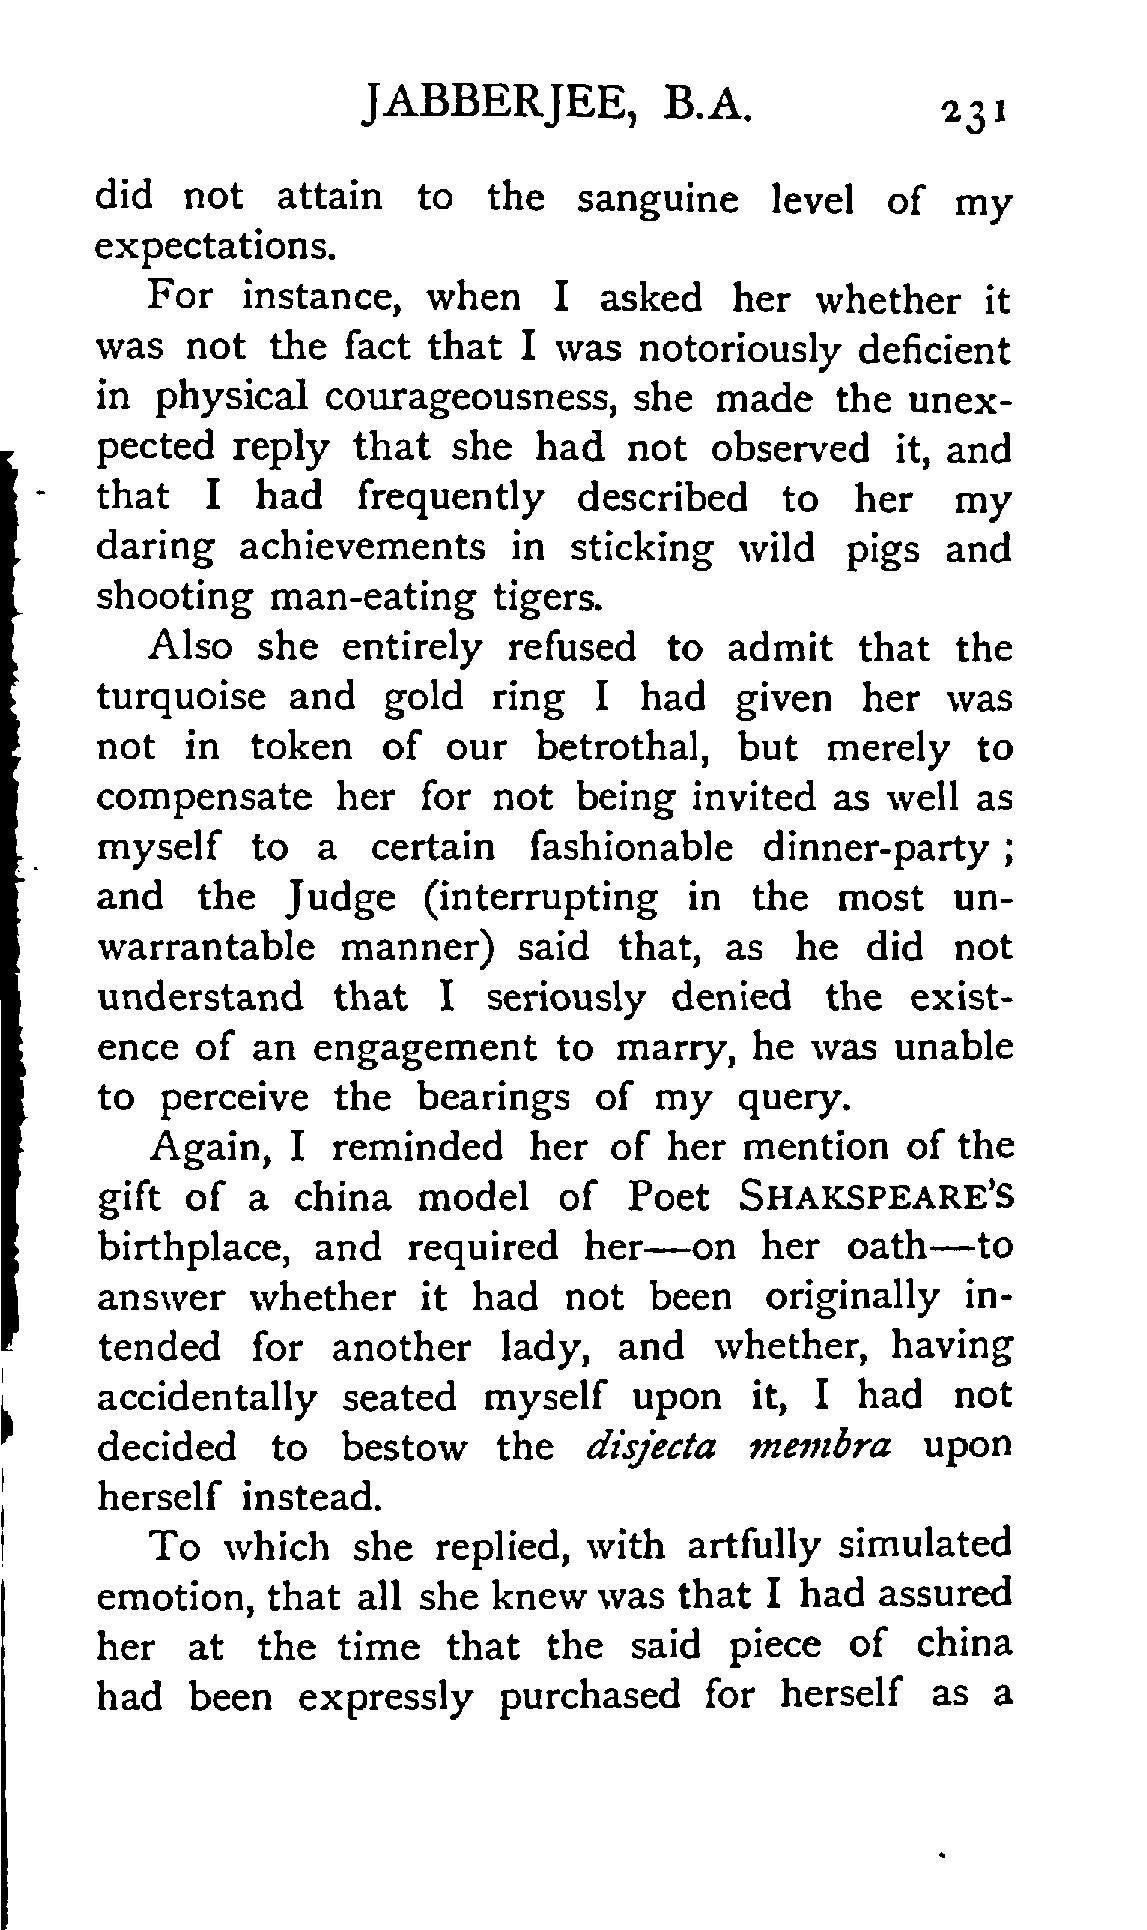 JABBERJEE, B.A. 231
did not attain to the sanguine level of my
expectations.
For instance, when I asked her whether it
was not the fact that I was notoriously deficient
in physical courageousness, she made the unex-
pected reply that she had not observed it, and
that I had frequently described to her my
daring achievements in sticking wild pigs and
shooting man-eating tigers.
Also she entirely refused to admit that the
turquoise and gold ring I had given her was
not in token of our betrothal, but merely to
compensate her for not being invited as well as
myself to a certain fashionable dinner-party ;
and the Judge (interrupting in the most un-
warrantable manner) said that, as he did not
understand that I seriously denied the exist-
ence of an engagement to marry, he was unable
to perceive the bearings of my query.
Again, I reminded her of her mention of the
gift of a china model of Poet SHAKSPEARE'S
birthplace, and required her—on her oath—to
answer whether it had not been originally in-
tended for another lady, and whether, having
accidentally seated myself upon it, I had not
decided to bestow the disjecta membra upon
herself instead.
To which she replied, with artfully simulated
emotion, that all she knew was that I had assured
her at the time that the said piece of china
had been expressly purchased for herself as a